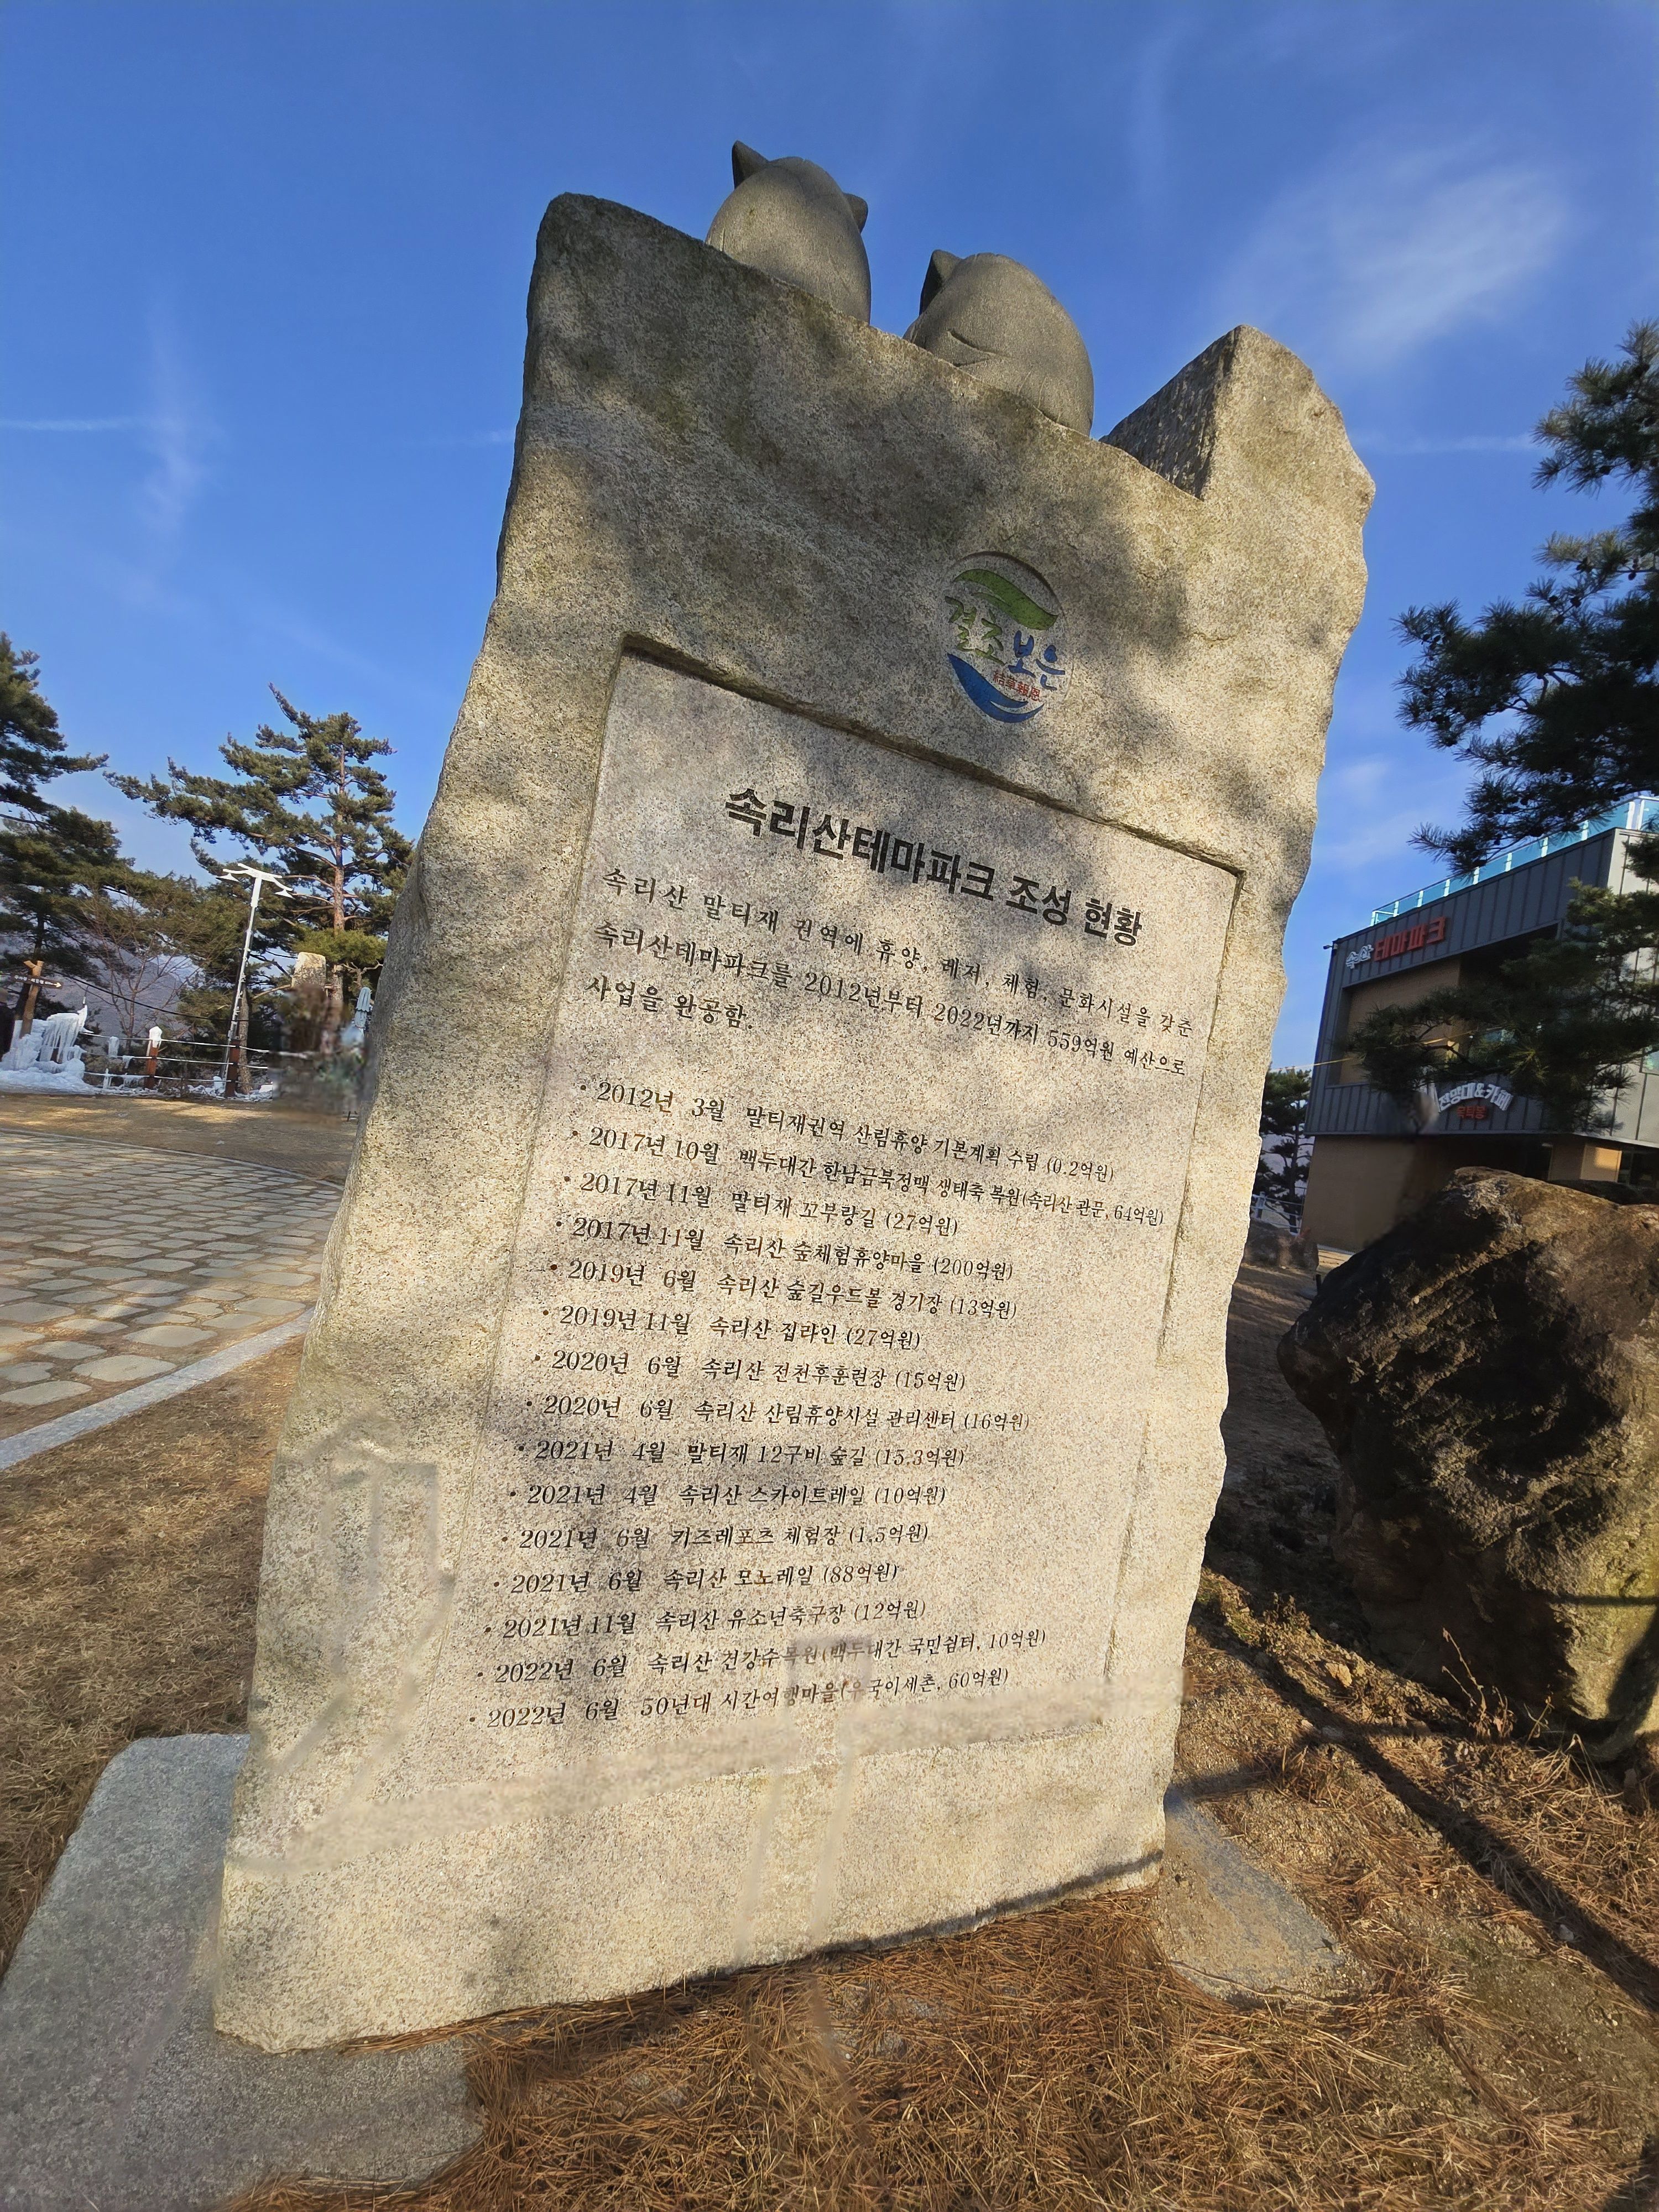 결초보은
結草報恩
속리산테마파크 조성 현황
속리산 말티재 권역에 휴양, 레저, 체험, 문화시설을 갖춘
속리산테마파크를 2012년부터 2022년까지 559억원 예산으로
사업을 완공함.
• 2012년 3월 말티재권역 산림휴양 기본계획 수립 (0.2억원)
• 2017년 10월 백두대간 한남금북정맥 생태축 복원(속리산 관문, 64억원)
• 2017년 11월 말티재 꼬부랑길 (27억원)
• 2017년 11월 속리산 숲체험휴양마을 (200억원)
• 2019년 6월 속리산 숲길우드볼 경기장 (13억원)
• 2019년 11월 속리산 집라인 (27억원)
• 2020년 6월 속리산 전천후훈련장 (15억원)
• 2020년 6월 속리산 산림휴양시설 관리센터 (16억원)
• 2021년 4월 말티재 12구비 숲길 (15.3억원)
• 2021년 4월 속리산 스카이트레일 (10억원)
• 2021년 6월 키즈레포츠 체험장 (1.5억원)
• 2021년 6월 속리산 모노레일 (88억원)
• 2021년 11월 속리산 유소년축구장 (12억원)
• 2022년 6월 속리산 건강수목원(백두대간 국민쉼터, 10억원)
• 2022년 6월 50년대 시간여행마을(우국이세촌, 60억원)
테마파크
전망대&카페